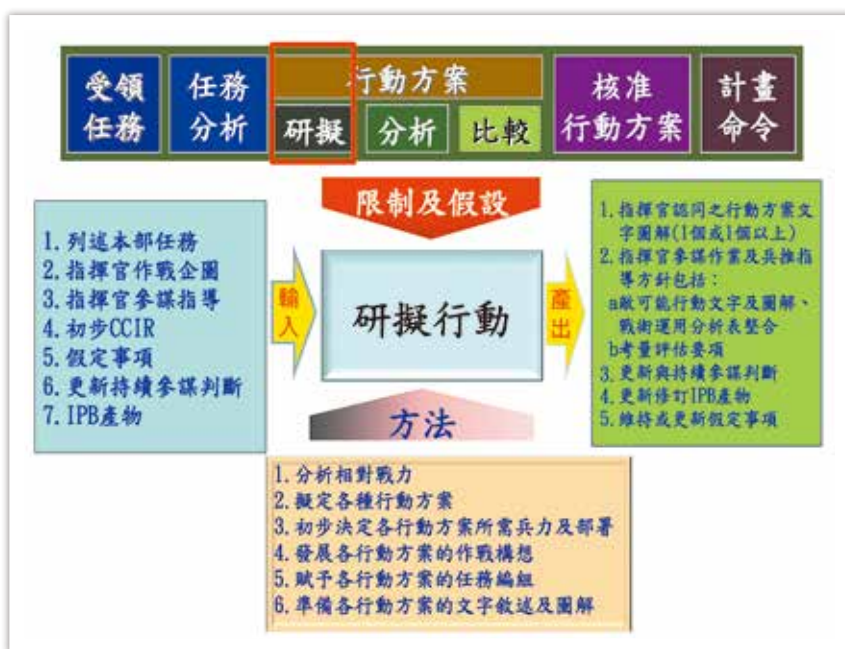 受領
任務
任務
分析
行動方案
研擬
分析
比較
核准
行動方案
計畫
命令
限制及假設
1. 列述本部任務
2. 指揮官作戰企圖
3. 指揮官參謀指導
4. 初步CCIR
5. 假定事項
6. 更新持續參謀判斷
7. IPB產物
輸入
研擬行動
產出
1. 指揮官認同之行動方案文
字圖解(1個或1個以上)
2. 指揮官參謀作業及兵推指
導方針包括：
a敵可能行動文字及圖解、
戰術運用分析表整合
b考量評估要項
3. 更新與持續參謀判斷
4. 更新修訂IPB產物
5. 維持或更新假定事項
方法
1. 分析相對戰力
2. 擬定各種行動方案
3. 初步決定各行動方案所需兵力及部署
4. 發展各行動方案的作戰構想
5. 賦予各行動方案的任務編組
6. 準備各行動方案的文字敘述及圖解